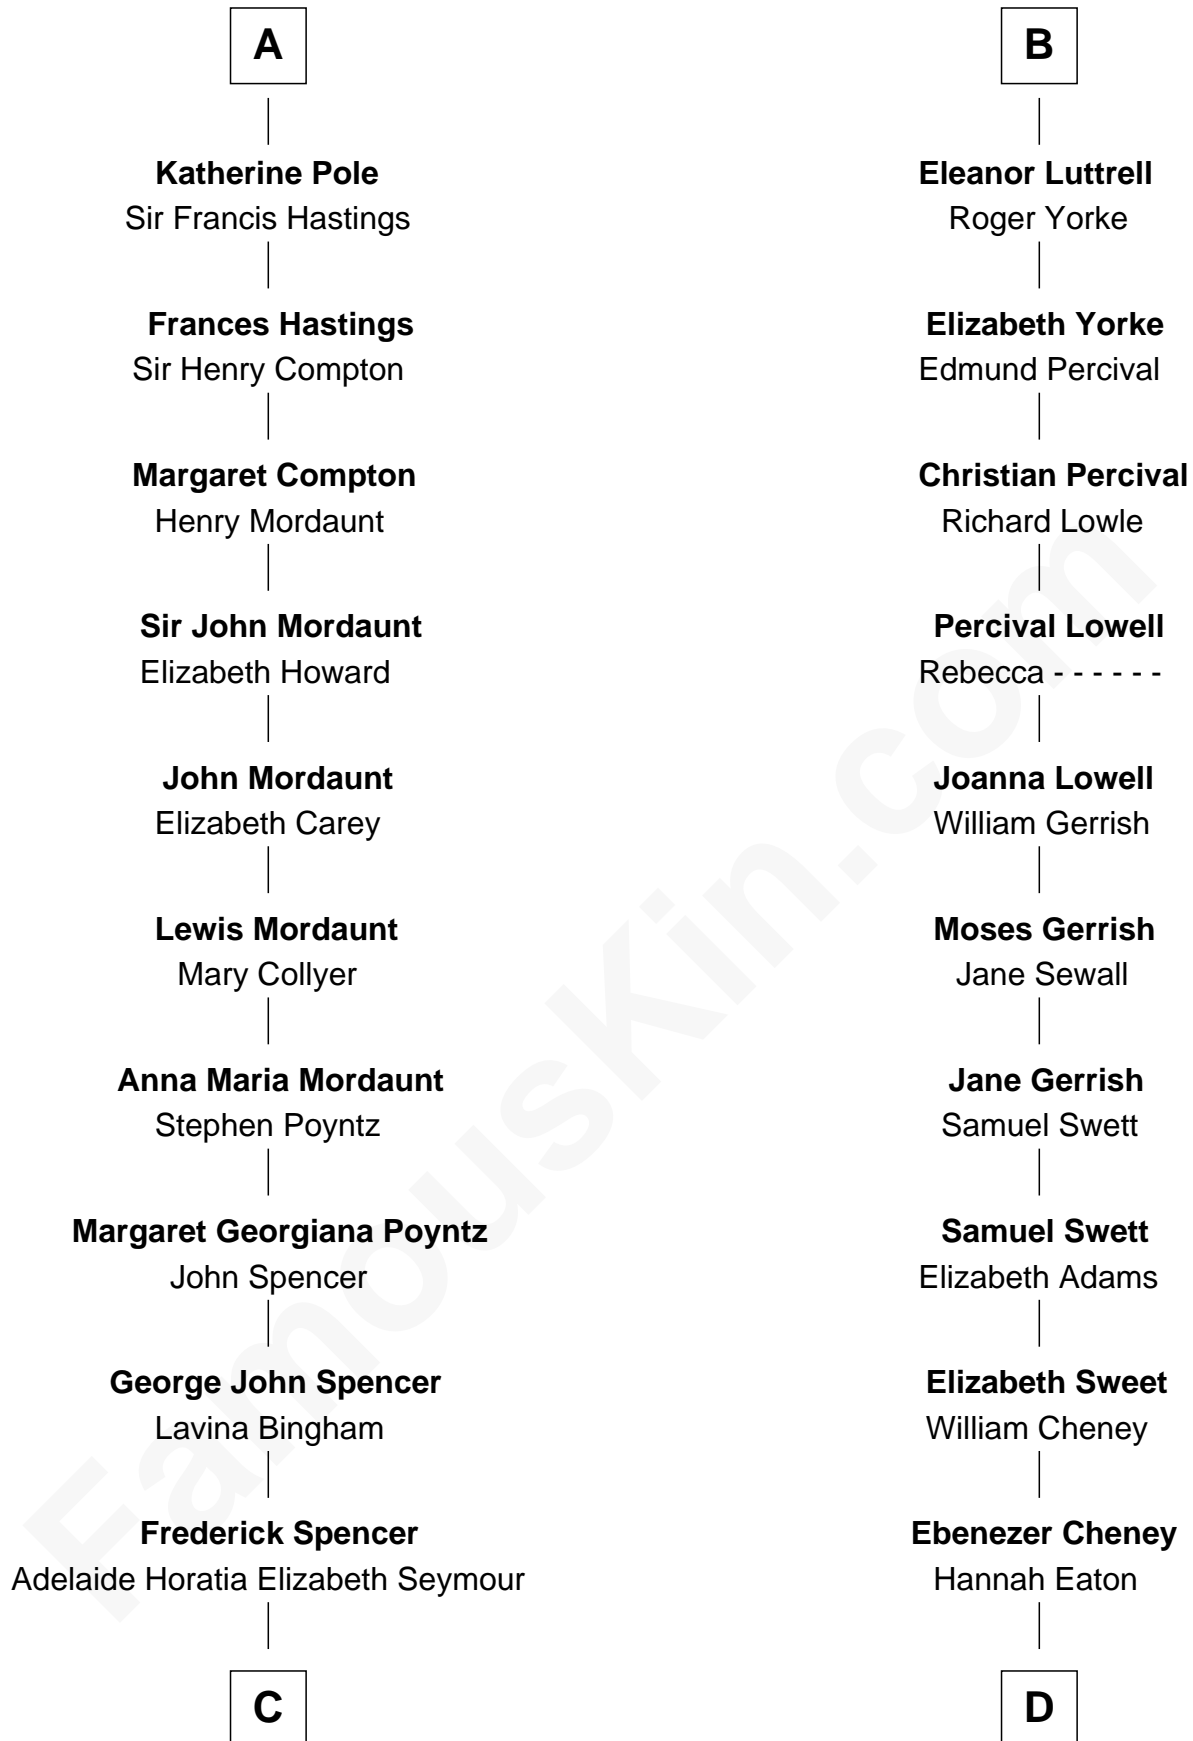 A
Katherine Pole
Sir Francis Hastings
Frances Hastings
Sir Henry Compton
Margaret Compton
Henry Mordaunt
Sir John Mordaunt
Elizabeth Howard
John Mordaunt
Elizabeth Carey
Lewis Mordaunt
Mary Collyer
Anna Maria Mordaunt
Stephen Poyntz
Margaret Georgiana Poyntz
John Spencer
George John Spencer
Lavina Bingham
Frederick Spencer
Adelaide Horatia Elizabeth Seymour
C
B
Eleanor Luttrell
Roger Yorke
Elizabeth Yorke
Edmund Percival
Christian Percival
Richard Lowle
Percival Lowell
Rebecca - - - - - -
Joanna Lowell
William Gerrish
Moses Gerrish
Jane Sewall
Jane Gerrish
Samuel Swett
Samuel Swett
Elizabeth Adams
Elizabeth Sweet
William Cheney
Ebenezer Cheney
Hannah Eaton
D
FamousKin.com